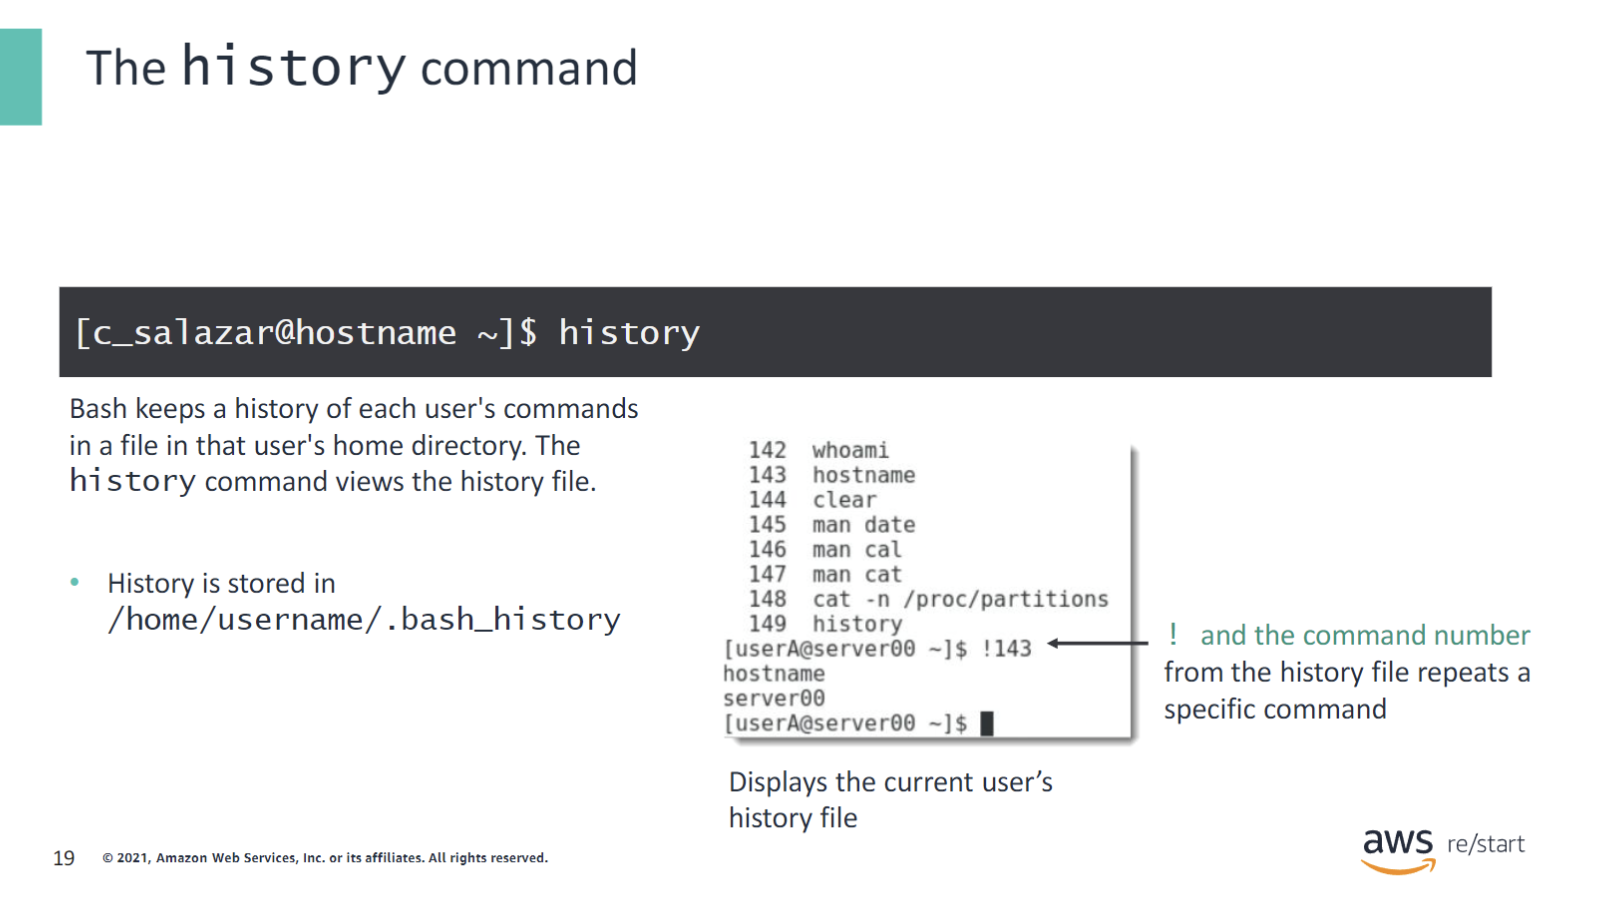 The history command
[c_salazar@hostname ~]$ history
Bash keeps a history of each user's commands
in a file in that user's home directory. The
history command views the history file.
• History is stored in
/home/username/.bash_history
142 whoami
143 hostname
144 clear
145 man date
146 man cal
147 man cat
148 cat -n /proc/partitions
149 history
[userA@server00 ~]$ !143
hostname
server00
[userA@server00 ~]$
! and the command number
from the history file repeats a
specific command
Displays the current user’s
history file
19 © 2021, Amazon Web Services, Inc. or its affiliates. All rights reserved.
aws re/start